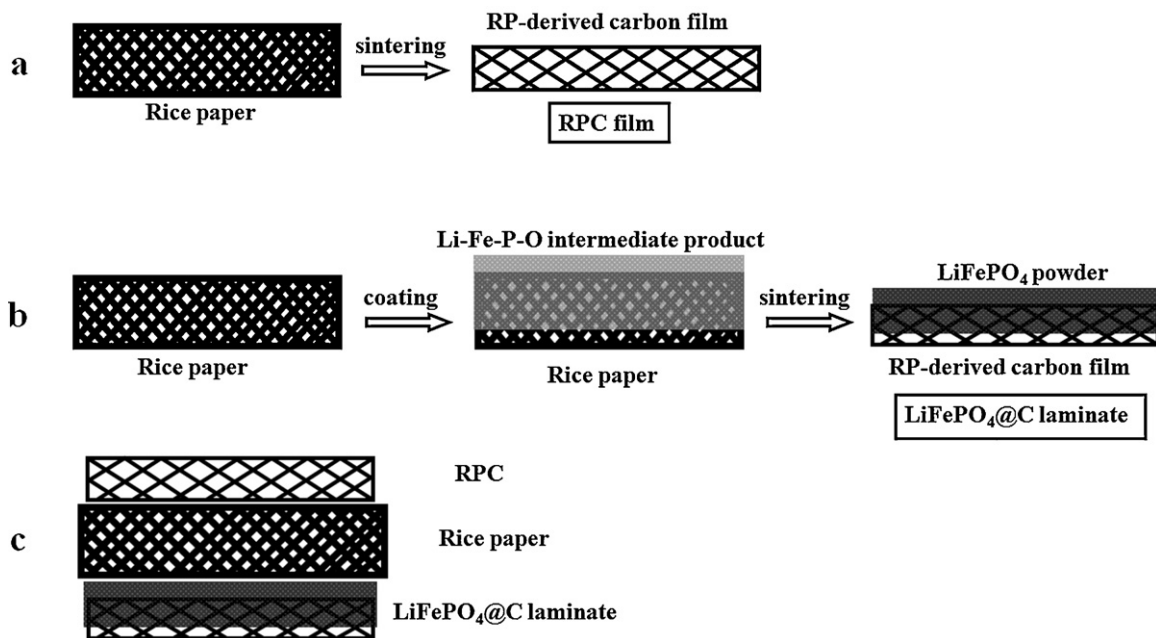 a
Rice paper
sintering
RP-derived carbon film
RPC film
b
Rice paper
coating
Li-Fe-P-O intermediate product
Rice paper
sintering
LiFePO₄ powder
RP-derived carbon film
LiFePO₄@C laminate
c
RPC
Rice paper
LiFePO₄@C laminate